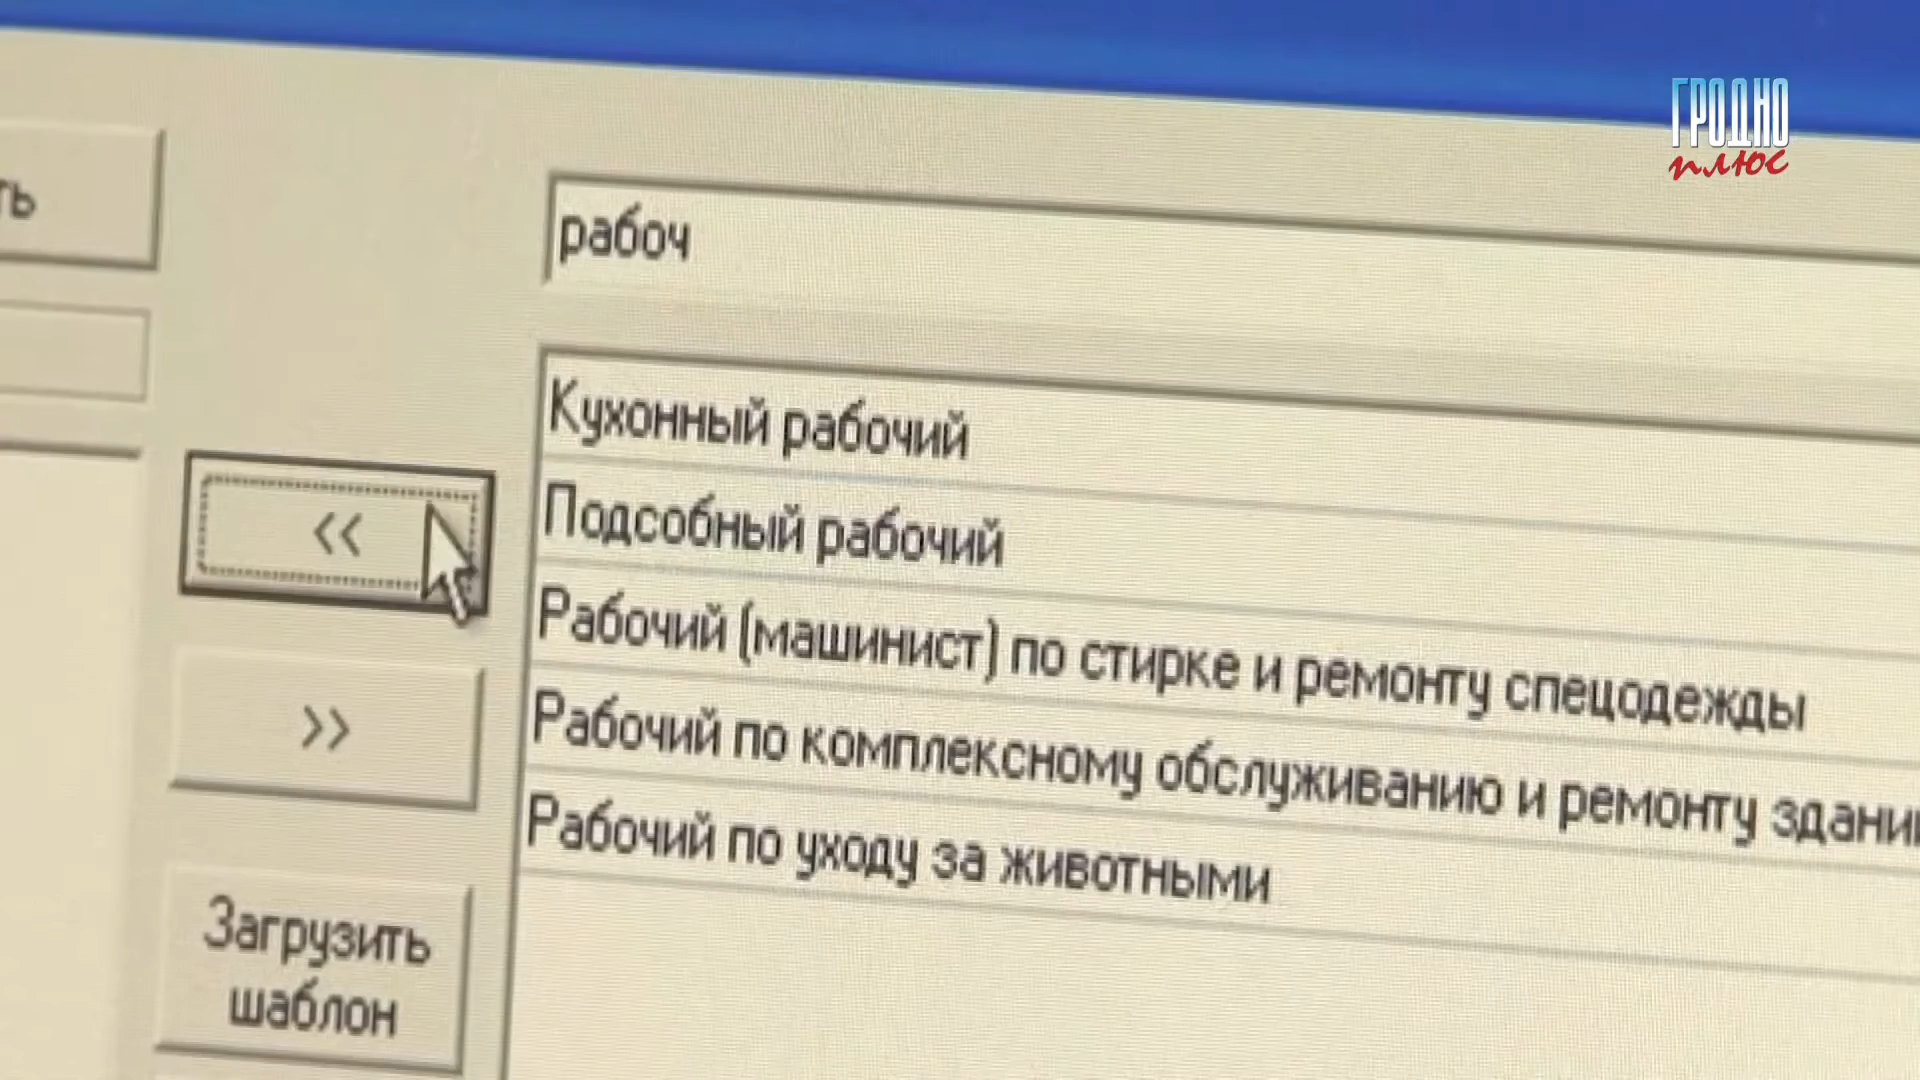 ГРОДНО
плюс
ть
рабоч
Кухонный рабочий
<<
Подсобный рабочий
Рабочий (машинист) по стирке и ремонту спецодежды
>>
Рабочий по комплексному обслуживанию и ремонту здани
Рабочий по уходу за животными
Загрузить
шаблон